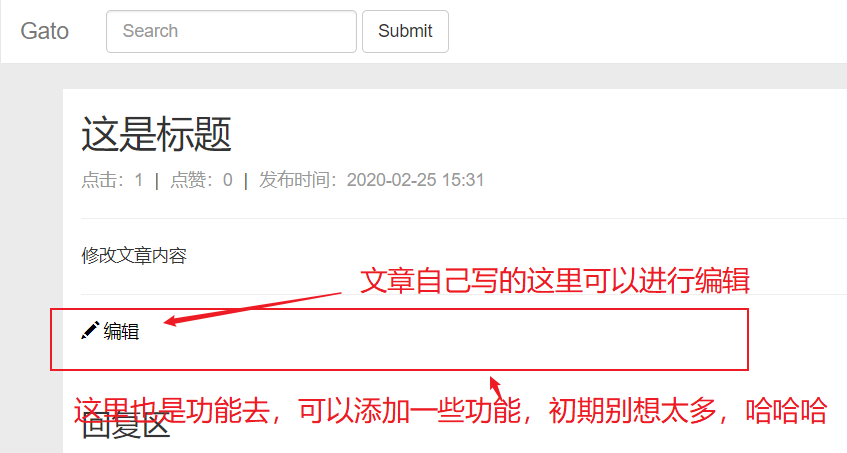 Gato Search Submit
这是标题
点击：1 | 点赞：0 | 发布时间：2020-02-25 15:31
修改文章内容
文章自己写的这里可以进行编辑
编辑
这里也是功能去，可以添加一些功能，初期别想太多，哈哈哈
回复区